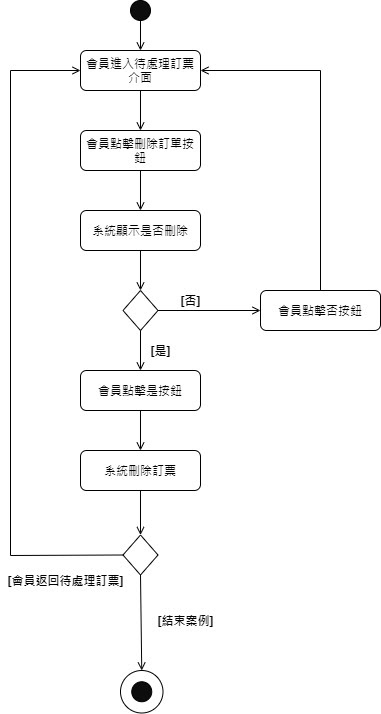 會員進入待處理訂票
介面
會員點擊刪除訂單按
鈕
系統顯示是否刪除
[否]
會員點擊否按鈕
[是]
會員點擊是按鈕
系統刪除訂票
[會員返回待處理訂票]
[結束案例]